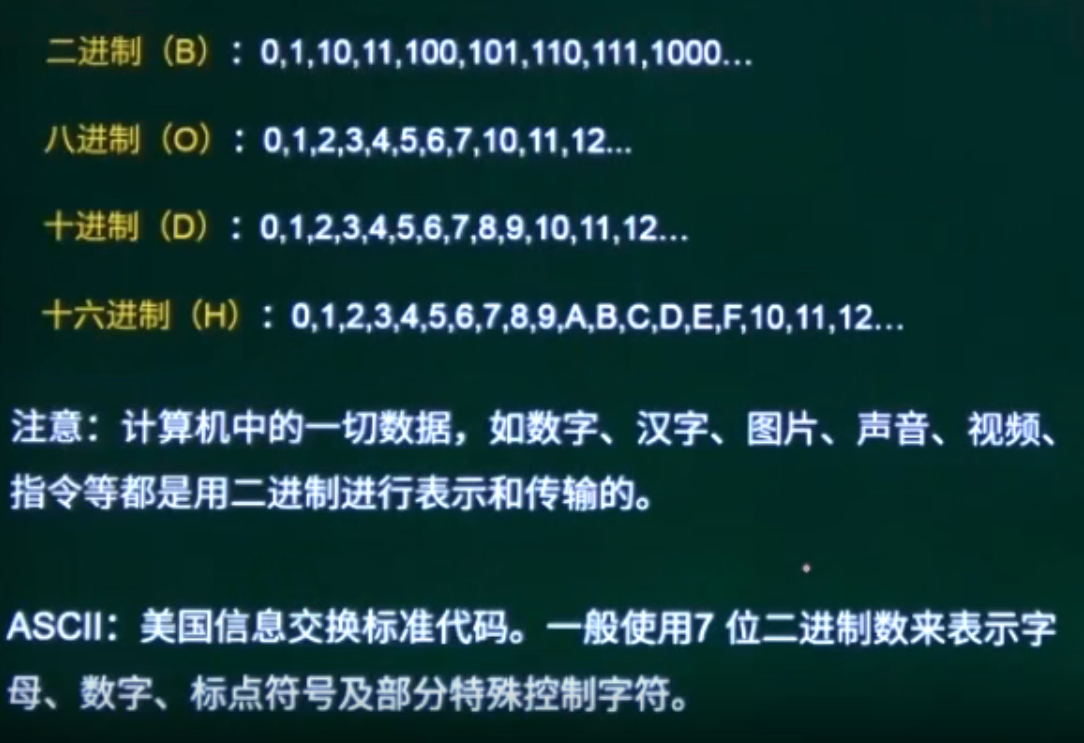 二进制（B）：0,1,10,11,100,101,110,111,1000…
八进制（O）：0,1,2,3,4,5,6,7,10,11,12...
十进制（D）：0,1,2,3,4,5,6,7,8,9,10,11,12…
十六进制（H）：0,1,2,3,4,5,6,7,8,9,A,B,C,D,E,F,10,11,12…
注意：计算机中的一切数据，如数字、汉字、图片、声音、视频、
指令等都是用二进制进行表示和传输的。
ASCII：美国信息交换标准代码。一般使用7 位二进制数来表示字
母、数字、标点符号及部分特殊控制字符。